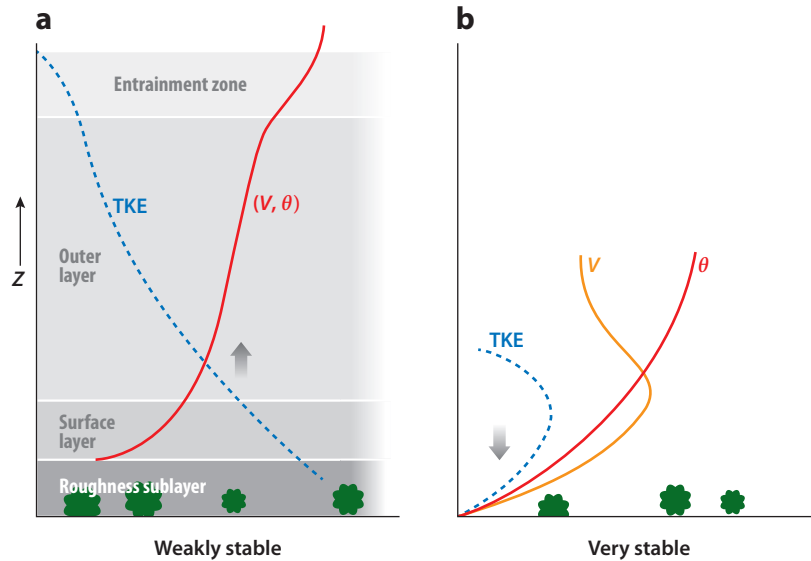 a
Entrainment zone
TKE
(V, θ)
Outer
layer
Z
Surface
layer
Roughness sublayer
Weakly stable
b
V
θ
TKE
Very stable